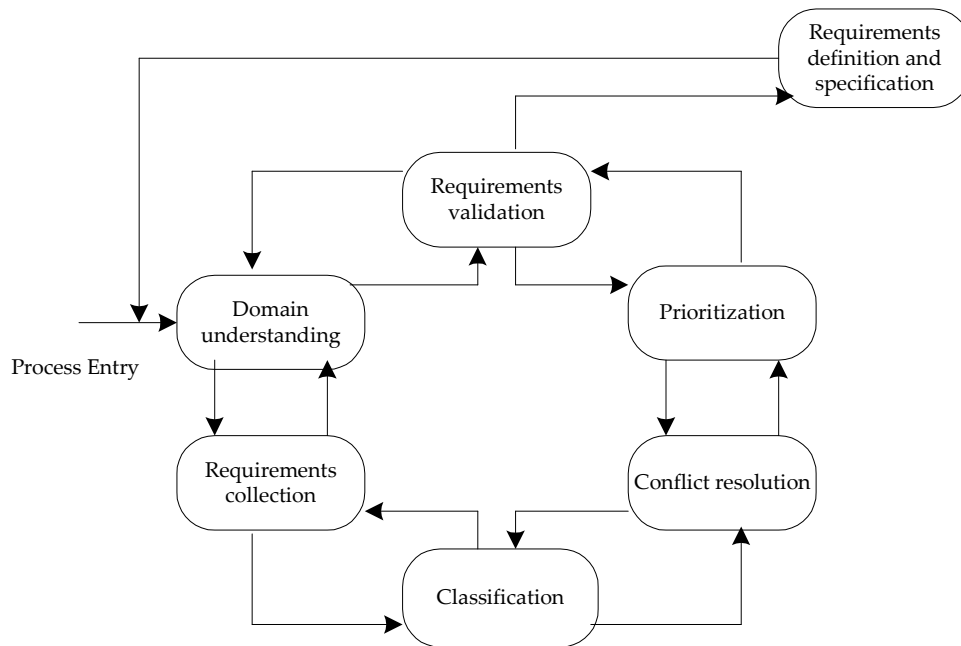 Requirements
definition and
specification
Requirements
validation
Domain
understanding
Prioritization
Process Entry
Requirements
collection
Conflict resolution
Classification